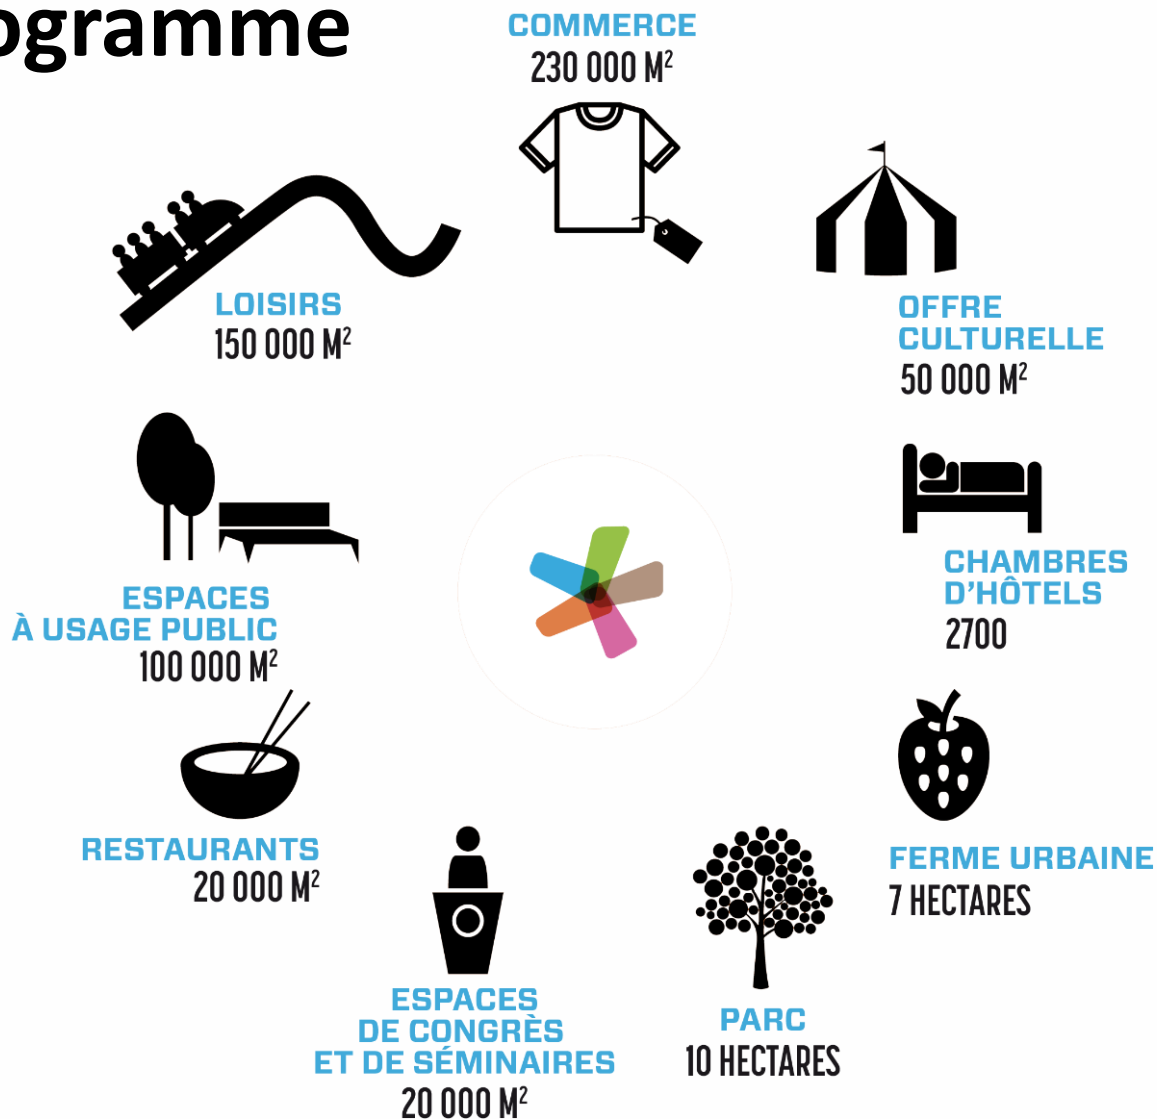 ogramme
COMMERCE
230 000 M²
LOISIRS
150 000 M²
OFFRE
CULTURELLE
50 000 M²
ESPACES
À USAGE PUBLIC
100 000 M²
CHAMBRES
D'HÔTELS
2700
RESTAURANTS
20 000 M²
FERME URBAINE
7 HECTARES
ESPACES
DE CONGRÈS
ET DE SÉMINAIRES
20 000 M²
PARC
10 HECTARES